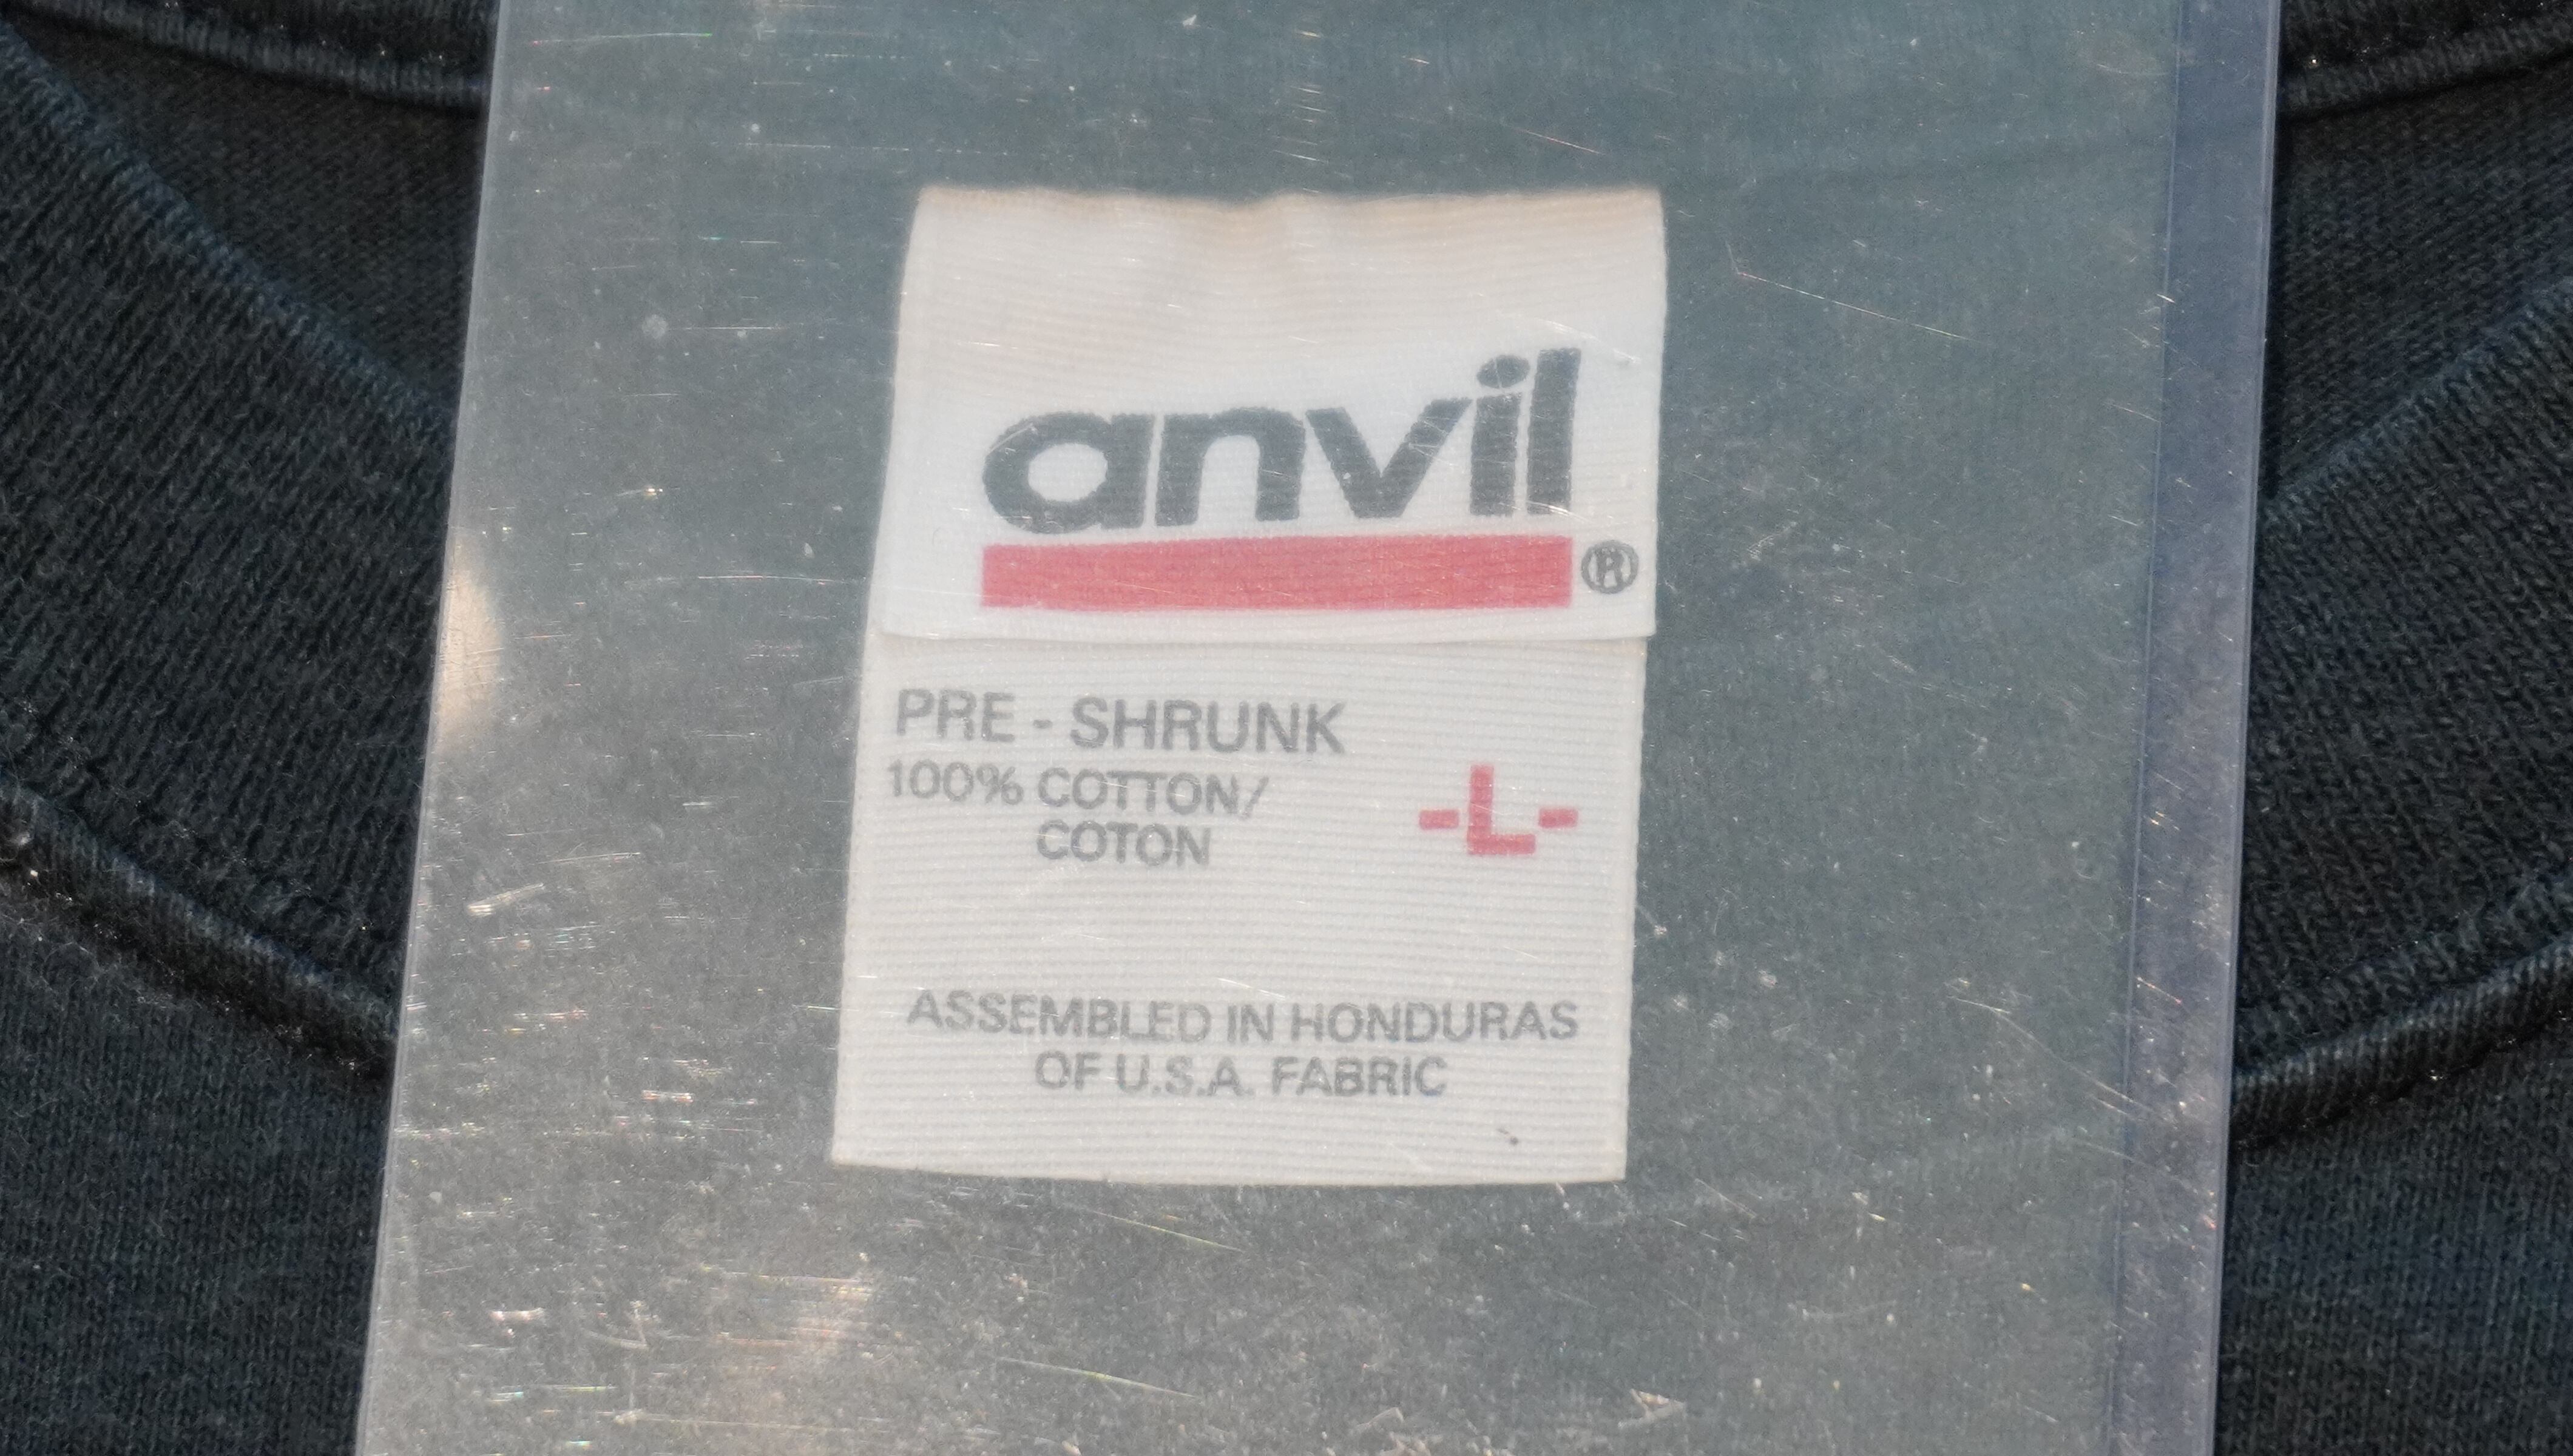 anvil
®
PRE - SHRUNK
100% COTTON/
COTON
-L-
ASSEMBLED IN HONDURAS
OF U.S.A. FABRIC